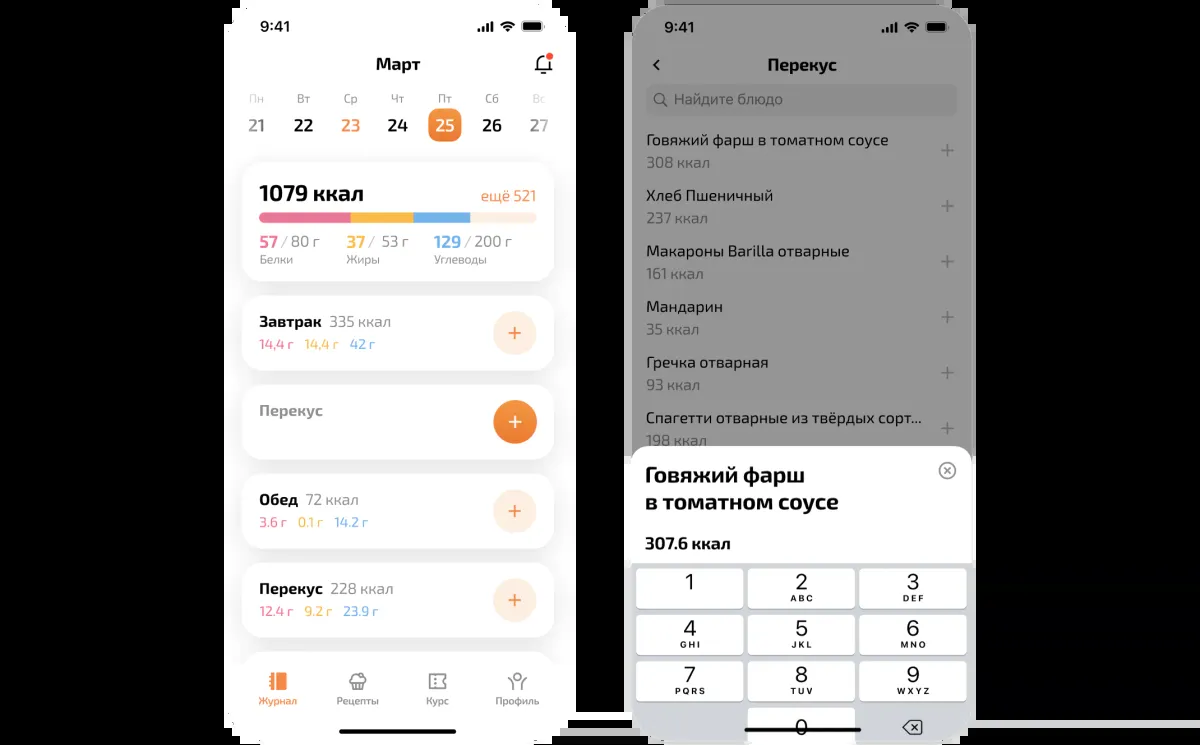 9:41
Март
Пн Вт Ср Чт Пт Сб Вс
21 22 23 24 25 26 27
1079 ккал ещё 521
57 / 80 г 37 / 53 г 129 / 200 г
Белки Жиры Углеводы
Завтрак 335 ккал
14,4 г 14,4 г 42 г
+
Перекус
+
Обед 72 ккал
3.6 г 0.1 г 14.2 г
+
Перекус 228 ккал
12.4 г 9.2 г 23.9 г
+
Журнал Рецепты Курс Профиль
9:41
Перекус
Найдите блюдо
Говяжий фарш в томатном соусе
308 ккал
+
Хлеб Пшеничный
237 ккал
+
Макароны Barilla отварные
161 ккал
+
Мандарин
35 ккал
+
Гречка отварная
93 ккал
+
Спагетти отварные из твёрдых сорт...
198 ккал
+
Говяжий фарш
в томатном соусе
307.6 ккал
1 2 3
ABC DEF
4 5 6
GHI JKL MNO
7 8 9
PQRS TUV WXYZ
0